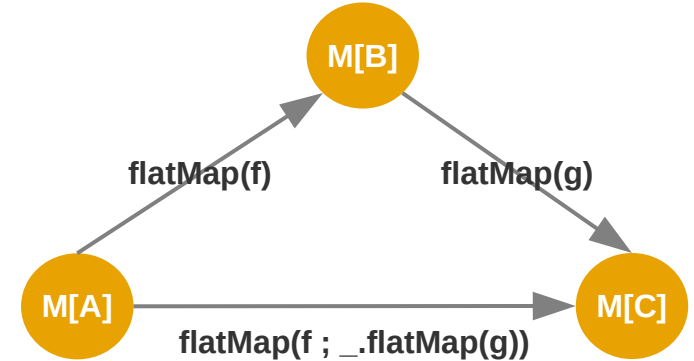 M[B]
flatMap(f)
flatMap(g)
M[A]
M[C]
flatMap(f ; _.flatMap(g))